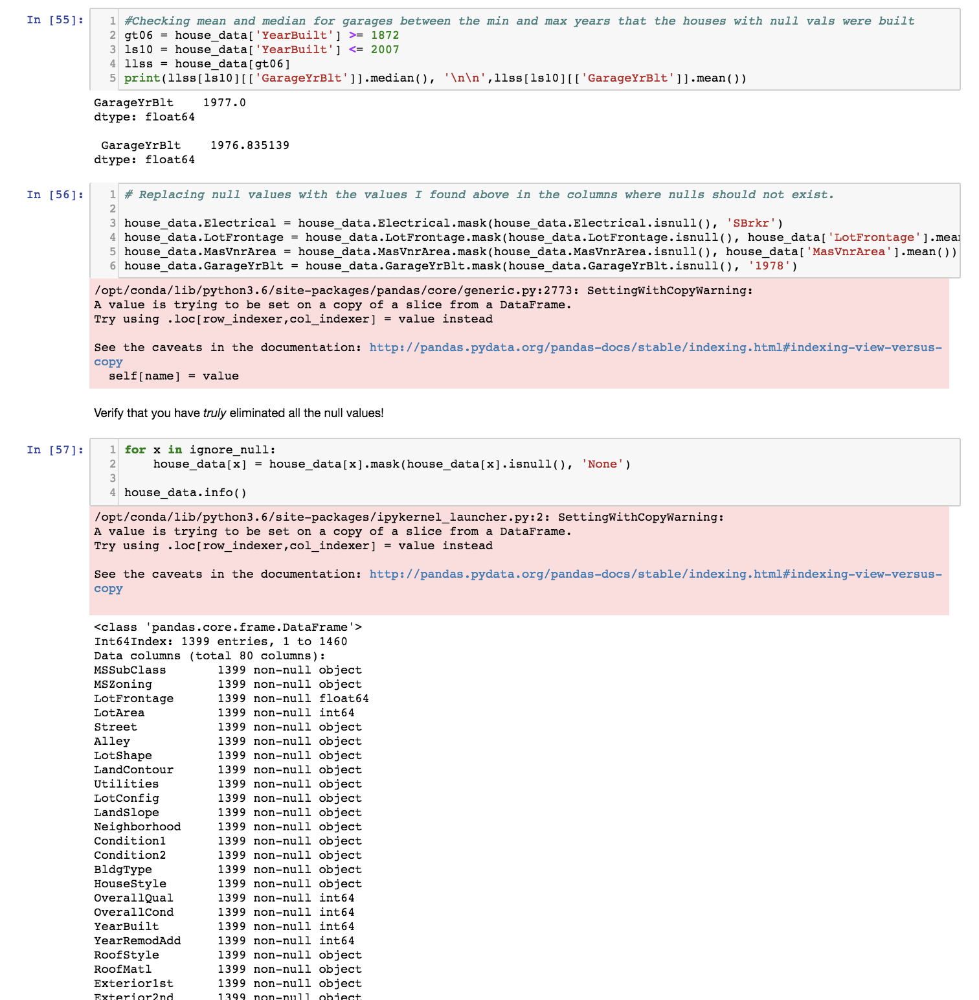 In [55]:
1 #Checking mean and median for garages between the min and max years that the houses with null vals were built
2 gt06 = house_data['YearBuilt'] >= 1872
3 ls10 = house_data['YearBuilt'] <= 2007
4 llss = house_data[gt06]
5 print(llss[ls10][['GarageYrBlt']].median(), '\n\n',llss[ls10][['GarageYrBlt']].mean())
GarageYrBlt    1977.0
dtype: float64
GarageYrBlt    1976.835139
dtype: float64
In [56]:
1 # Replacing null values with the values I found above in the columns where nulls should not exist.
2
3 house_data.Electrical = house_data.Electrical.mask(house_data.Electrical.isnull(), 'SBrkr')
4 house_data.LotFrontage = house_data.LotFrontage.mask(house_data.LotFrontage.isnull(), house_data['LotFrontage'].mea
5 house_data.MasVnrArea = house_data.MasVnrArea.mask(house_data.MasVnrArea.isnull(), house_data['MasVnrArea'].mean())
6 house_data.GarageYrBlt = house_data.GarageYrBlt.mask(house_data.GarageYrBlt.isnull(), '1978')
/opt/conda/lib/python3.6/site-packages/pandas/core/generic.py:2773: SettingWithCopyWarning:
A value is trying to be set on a copy of a slice from a DataFrame.
Try using .loc[row_indexer,col_indexer] = value instead
See the caveats in the documentation: http://pandas.pydata.org/pandas-docs/stable/indexing.html#indexing-view-versus-
copy
self[name] = value
Verify that you have truly eliminated all the null values!
In [57]:
1 for x in ignore_null:
2     house_data[x] = house_data[x].mask(house_data[x].isnull(), 'None')
3
4 house_data.info()
/opt/conda/lib/python3.6/site-packages/ipykernel_launcher.py:2: SettingWithCopyWarning:
A value is trying to be set on a copy of a slice from a DataFrame.
Try using .loc[row_indexer,col_indexer] = value instead
See the caveats in the documentation: http://pandas.pydata.org/pandas-docs/stable/indexing.html#indexing-view-versus-
copy
<class 'pandas.core.frame.DataFrame'>
Int64Index: 1399 entries, 1 to 1460
Data columns (total 80 columns):
MSSubClass       1399 non-null object
MSZoning         1399 non-null object
LotFrontage      1399 non-null float64
LotArea          1399 non-null int64
Street           1399 non-null object
Alley            1399 non-null object
LotShape         1399 non-null object
LandContour      1399 non-null object
Utilities        1399 non-null object
LotConfig        1399 non-null object
LandSlope        1399 non-null object
Neighborhood     1399 non-null object
Condition1       1399 non-null object
Condition2       1399 non-null object
BldgType         1399 non-null object
HouseStyle       1399 non-null object
OverallQual      1399 non-null int64
OverallCond      1399 non-null int64
YearBuilt        1399 non-null int64
YearRemodAdd     1399 non-null int64
RoofStyle        1399 non-null object
RoofMatl         1399 non-null object
Exterior1st      1399 non-null object
Exterior2nd      1399 non-null object